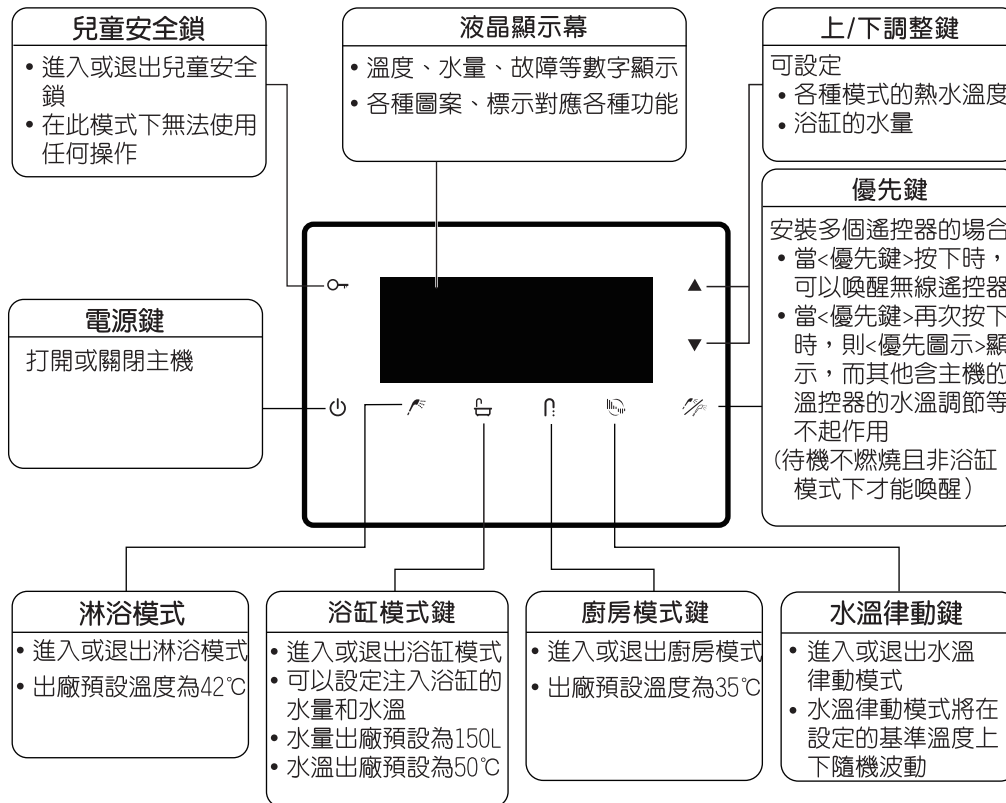 兒童安全鎖
• 進入或退出兒童安全
鎖
• 在此模式下無法使用
任何操作
液晶顯示幕
• 溫度、水量、故障等數字顯示
• 各種圖案、標示對應各種功能
上/下調整鍵
可設定
• 各種模式的熱水溫度
• 浴缸的水量
優先鍵
安裝多個遙控器的場合
• 當<優先鍵>按下時，
可以喚醒無線遙控器
• 當<優先鍵>再次按下
時，則<優先圖示>顯
示，而其他含主機的
溫控器的水溫調節等
不起作用
(待機不燃燒且非浴缸
模式下才能喚醒)
電源鍵
打開或關閉主機
淋浴模式
• 進入或退出淋浴模式
• 出廠預設溫度為42℃
浴缸模式鍵
• 進入或退出浴缸模式
• 可以設定注入浴缸的
水量和水溫
• 水量出廠預設為150L
• 水溫出廠預設為50℃
廚房模式鍵
• 進入或退出廚房模式
• 出廠預設溫度為35℃
水溫律動鍵
• 進入或退出水溫
律動模式
• 水溫律動模式將在
設定的基準溫度上
下隨機波動